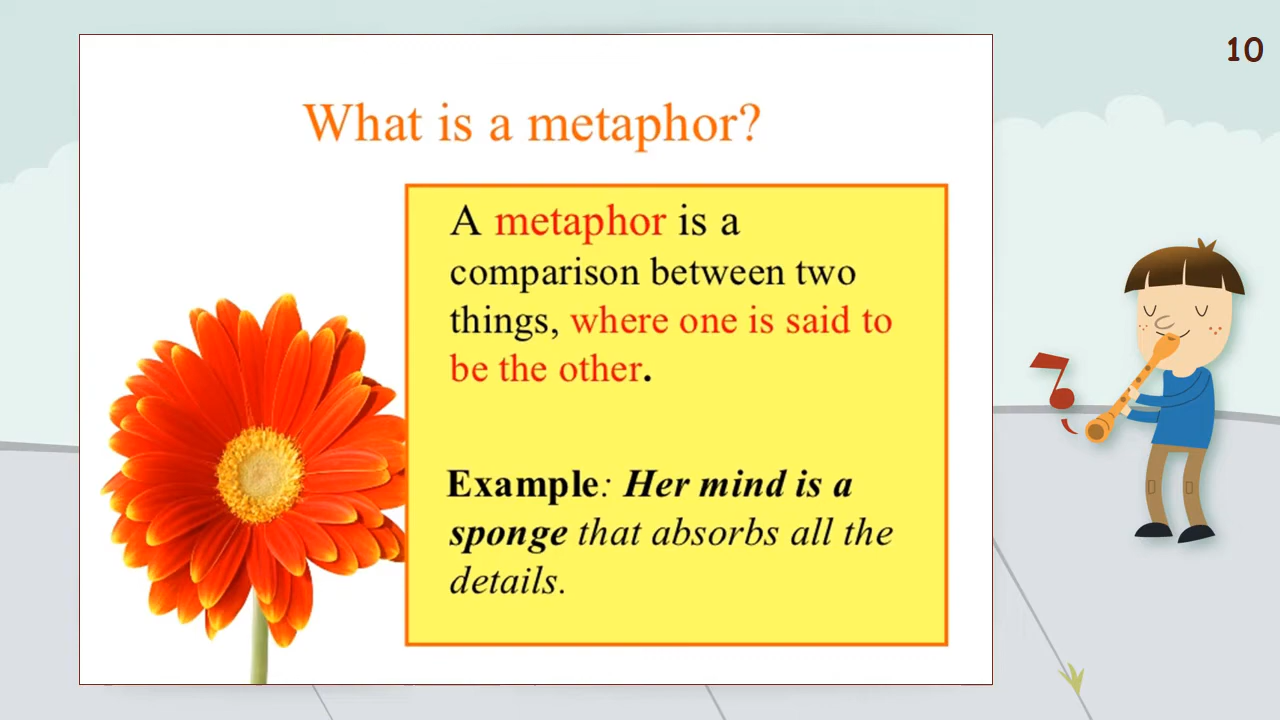 10
What is a metaphor?
A metaphor is a
comparison between two
things, where one is said to
be the other.
Example: Her mind is a
sponge that absorbs all the
details.